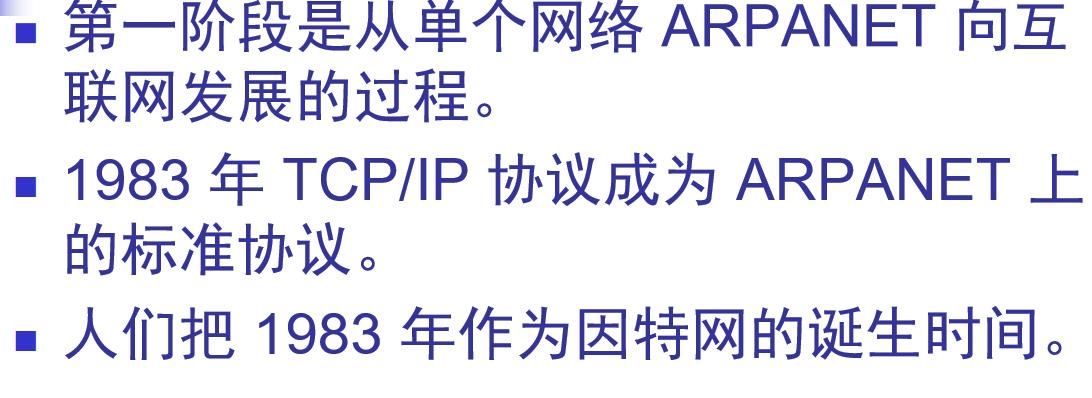 第一阶段是从单个网络 ARPANET 向互
联网发展的过程。
1983 年 TCP/IP 协议成为 ARPANET 上
的标准协议。
人们把 1983 年作为因特网的诞生时间。